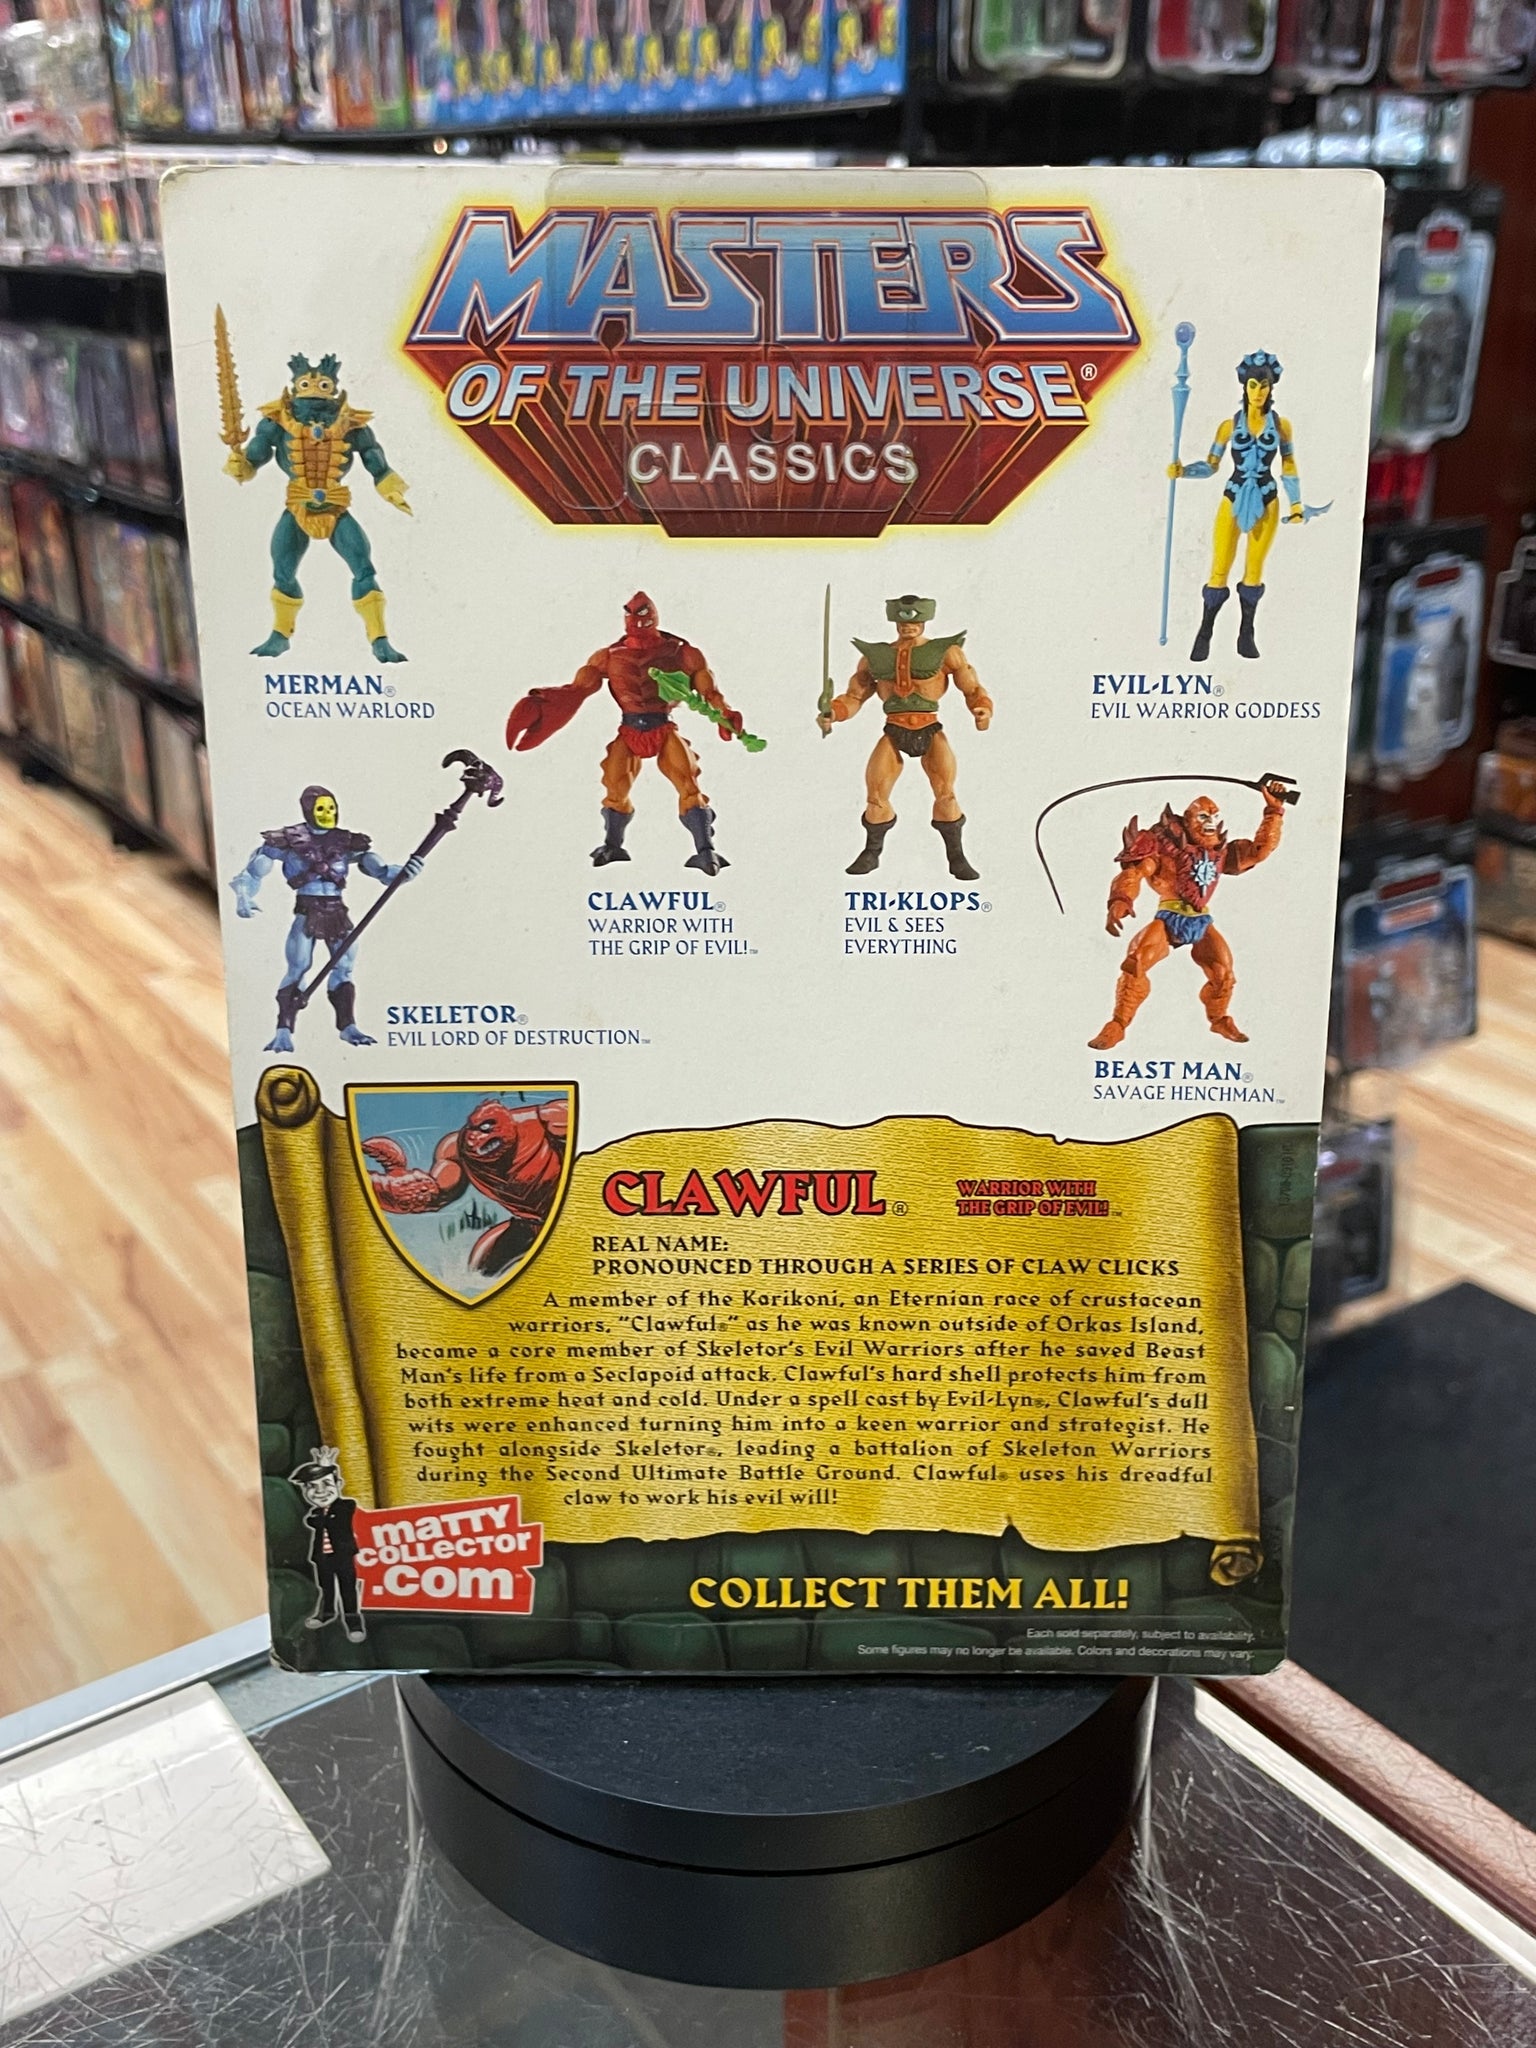 MASTERS
OF THE UNIVERSE®
CLASSICS
MERMAN®
OCEAN WARLORD
EVIL-LYN®
EVIL WARRIOR GODDESS
CLAWFUL®
WARRIOR WITH
THE GRIP OF EVIL!™
TRI-KLOPS®
EVIL & SEES
EVERYTHING
SKELETOR®
EVIL LORD OF DESTRUCTION™
BEAST MAN®
SAVAGE HENCHMAN™
CLAWFUL®
WARRIOR WITH
THE GRIP OF EVIL!™
REAL NAME:
PRONOUNCED THROUGH A SERIES OF CLAW CLICKS
A member of the Karikoni, an Eternian race of crustacean
warriors, "Clawful®" as he was known outside of Orkas Island,
became a core member of Skeletor's Evil Warriors after he saved Beast
Man's life from a Seclapoid attack. Clawful's hard shell protects him from
both extreme heat and cold. Under a spell cast by Evil-Lyn®, Clawful's dull
wits were enhanced turning him into a keen warrior and strategist. He
fought alongside Skeletor®, leading a battalion of Skeleton Warriors
during the Second Ultimate Battle Ground. Clawful® uses his dreadful
claw to work his evil will!
maTTY
COLLECTOR
.com™
COLLECT THEM ALL!
Each sold separately, subject to availability.
Some figures may no longer be available. Colors and decorations may vary.